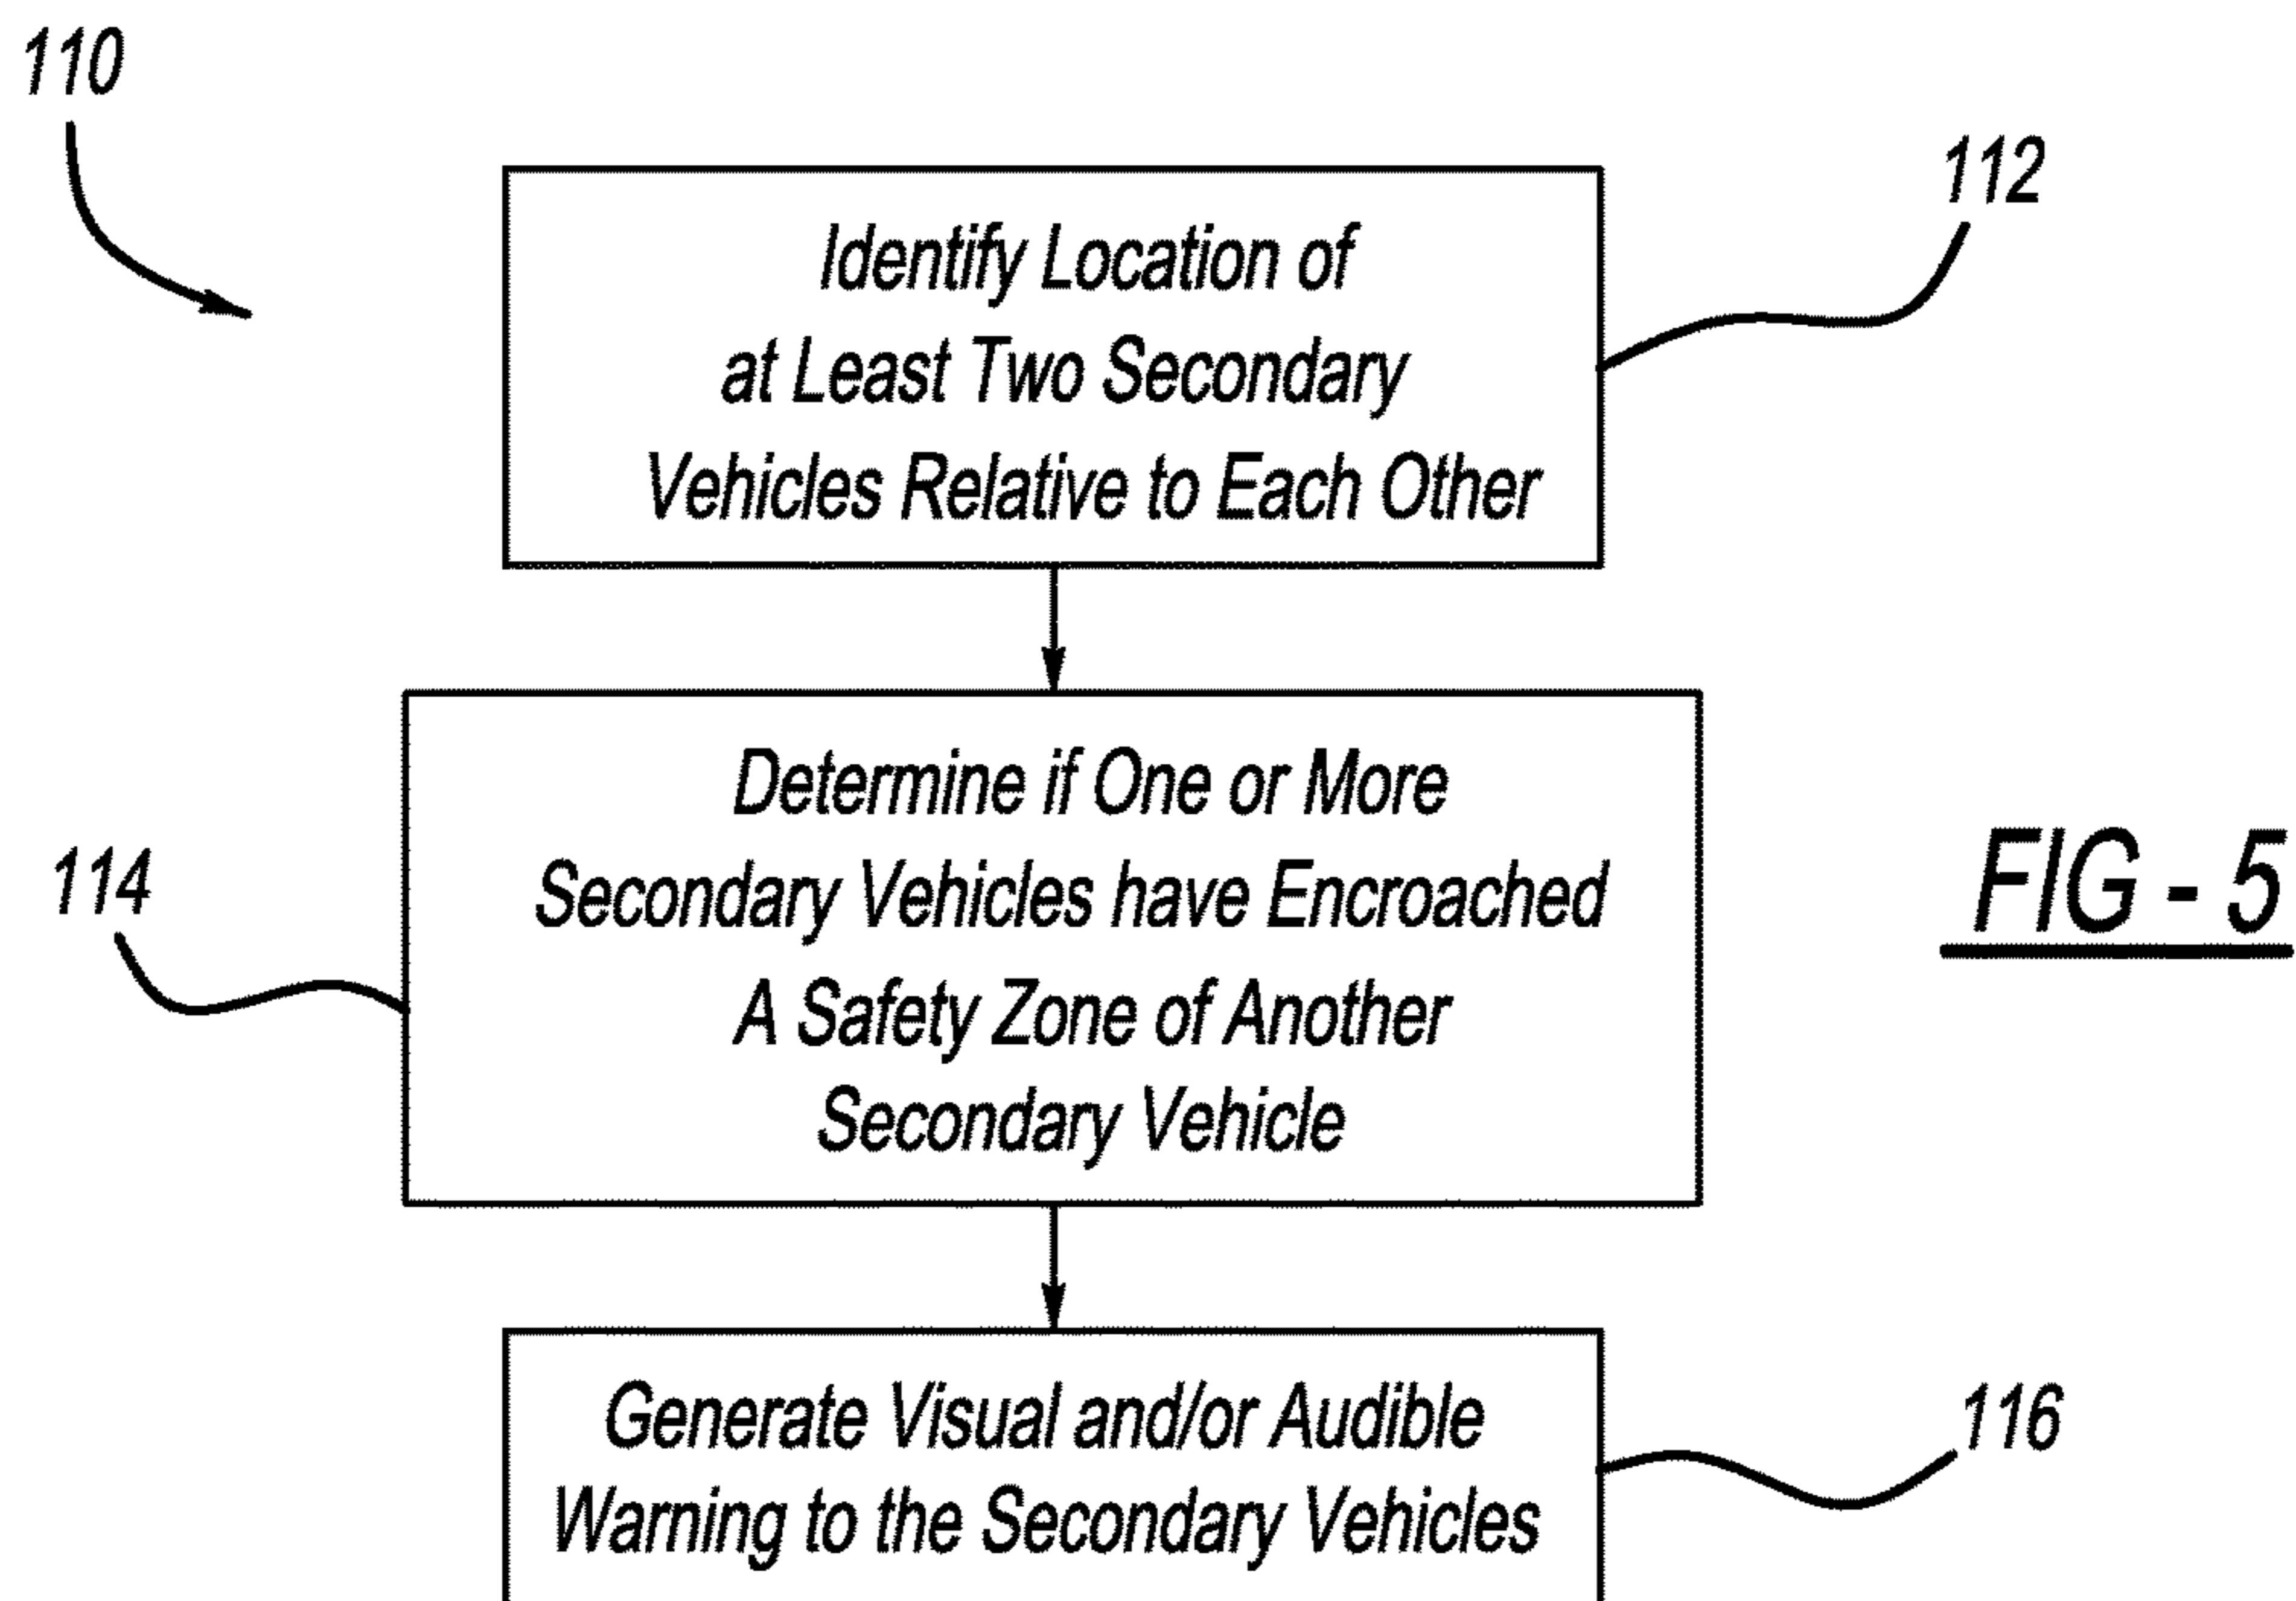 110
112
Identify Location of
at Least Two Secondary
Vehicles Relative to Each Other
114
Determine if One or More
Secondary Vehicles have Encroached
A Safety Zone of Another
Secondary Vehicle
FIG - 5
116
Generate Visual and/or Audible
Warning to the Secondary Vehicles